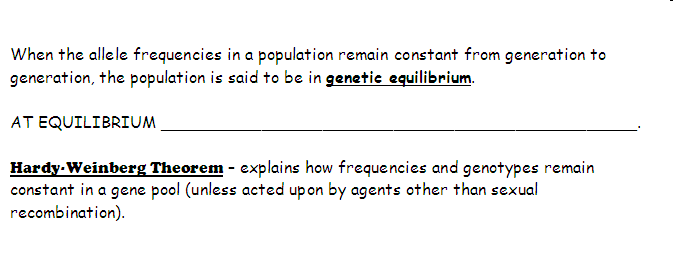 When the allele frequencies in a population remain constant from generation to
generation, the population is said to be in genetic equilibrium.
AT EQUILIBRIUM ______________________________________________.
Hardy-Weinberg Theorem - explains how frequencies and genotypes remain
constant in a gene pool (unless acted upon by agents other than sexual
recombination).